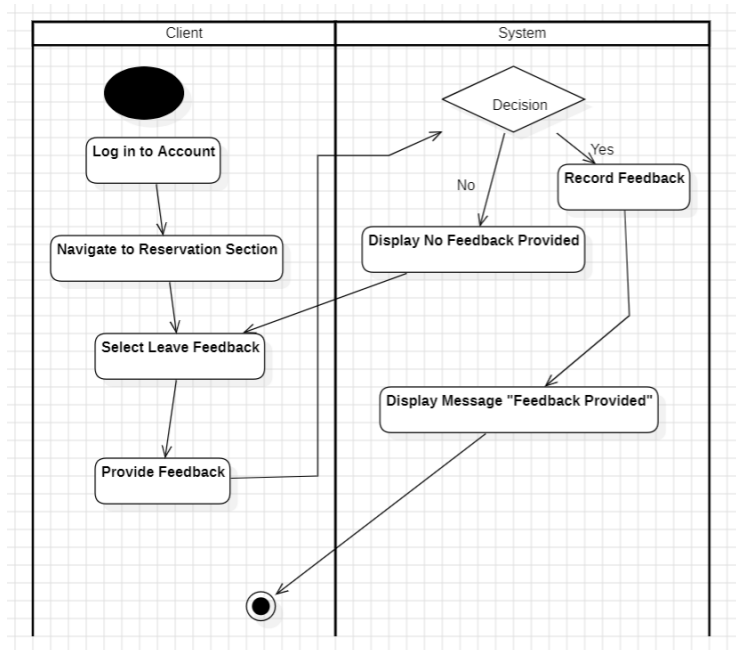 Client
System
Decision
Log in to Account
Yes
Record Feedback
No
Navigate to Reservation Section
Display No Feedback Provided
Select Leave Feedback
Display Message "Feedback Provided"
Provide Feedback